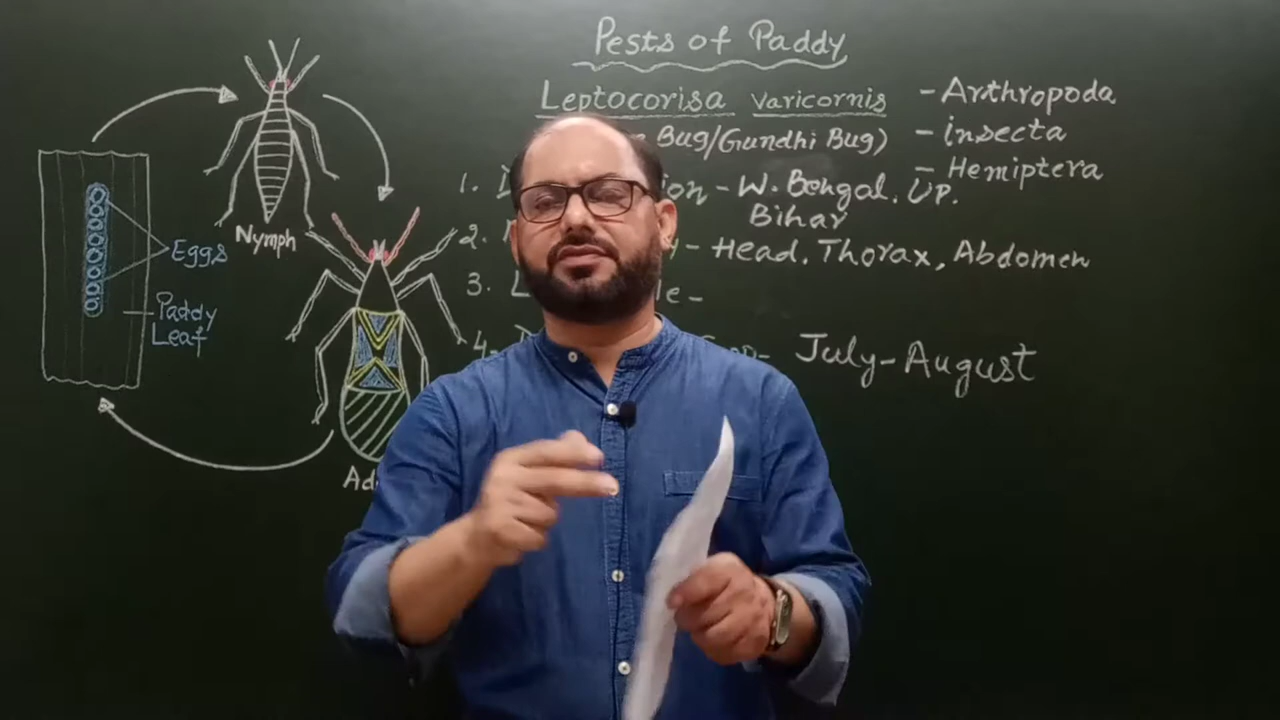 Pests of Paddy
Leptocorisa varicornis
- Arthropoda
Bug/Gundhi Bug)
- insecta
- Hemiptera
1. - W. Bengal. UP.
Bihar
2. - Head, Thorax, Abdomen
3. -
4- - July-August
Nymph
Eggs
Paddy
Leaf